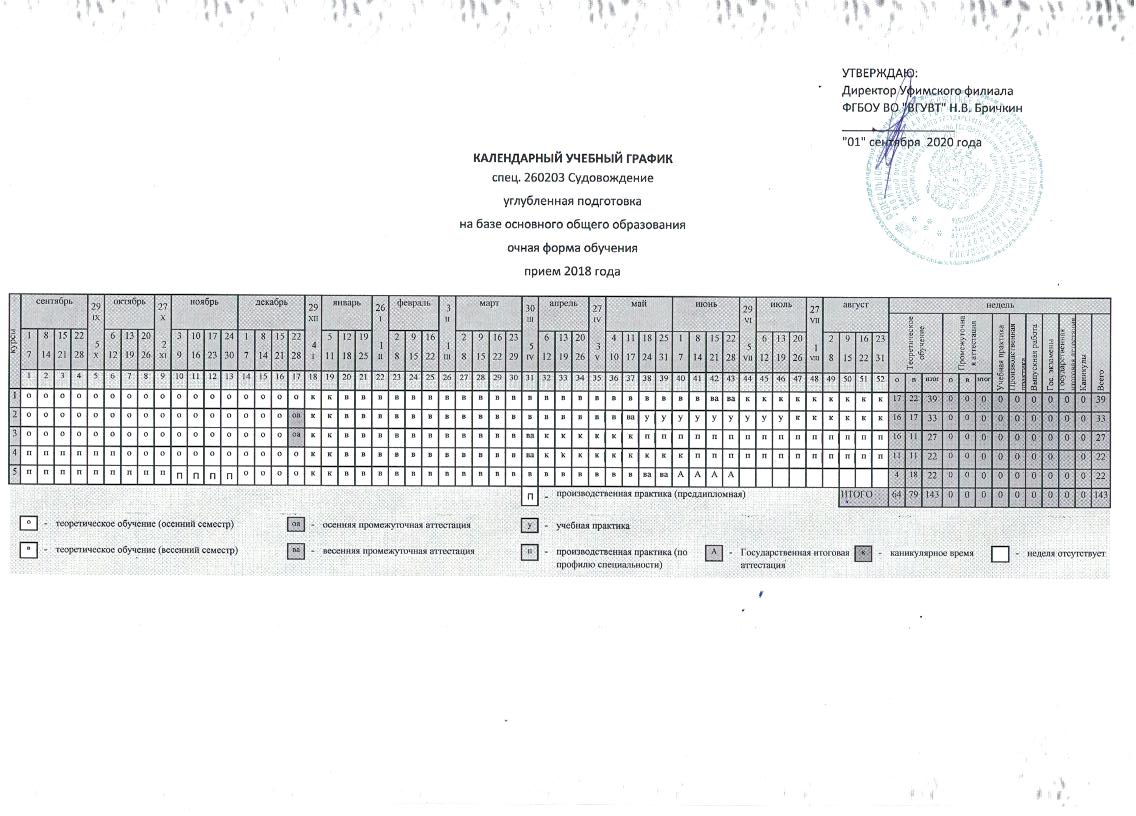 УТВЕРЖДАЮ:
Директор Уфимского филиала
ФГБОУ ВО "ВГУВТ" Н.В. Бричкин
"01" сентября 2020 года
КАЛЕНДАРНЫЙ УЧЕБНЫЙ ГРАФИК
спец. 260203 Судовождение
углубленная подготовка
на базе основного общего образования
очная форма обучения
прием 2018 года
курсы сентябрь 29 IX 5 X октябрь 27 X 2 XI ноябрь декабрь 29 XII 4 I январь 26 I 1 II февраль 3 II 1 III март 30 III 5 IV апрель 27 IV 3 V май июнь 29 VI 5 VII июль 27 VII 1 VIII август недель
1 8 15 22 6 13 20 3 10 17 24 1 8 15 22 5 12 19 2 9 16 2 9 16 23 6 13 20 4 11 18 25 1 8 15 22 6 13 20 2 9 16 23
7 14 21 28 12 19 26 9 16 23 30 7 14 21 28 11 18 25 8 15 22 8 15 22 29 12 19 26 10 17 24 31 7 14 21 28 12 19 26 8 15 22 31
Теоретическое обучение Промежуточная аттестация Учебная практика Производственная практика Выпускная работа Гос. экзамены Государственная итоговая аттестация Каникулы Всего
1 2 3 4 5 6 7 8 9 10 11 12 13 14 15 16 17 18 19 20 21 22 23 24 25 26 27 28 29 30 31 32 33 34 35 36 37 38 39 40 41 42 43 44 45 46 47 48 49 50 51 52 о в итог о в итог
1 о о о о о о о о о о о о о о о о о к к в в в в в в в в в в в в в в в в в в в в в в ва ва к к к к к к к к к 17 22 39 0 0 0 0 0 0 0 0 0 39
2 о о о о о о о о о о о о о о о о оа к к в в в в в в в в в в в в в в в в в ва у у у у у у у у у к к к к к к 16 17 33 0 0 0 0 0 0 0 0 0 33
3 о о о о о о о о о о о о о о о о оа к к в в в в в в в в в в в ва к к к к к к п п п п п п п п п п п п п п п 16 11 27 0 0 0 0 0 0 0 0 0 27
4 п п п п п п о о о о о о о о о о о к к в в в в в в в в в в в ва к к к к к к к к к п п п п п п п п п п п п 11 11 22 0 0 0 0 0 0 0 0 22
5 п п п п п п п п п П П П П о о о о к к в в в в в в в в в в в в в в в в в в ва ва А А А А 4 18 22 0 0 0 0 0 0 0 0 0 22
П - производственная практика (преддипломная) ИТОГО 64 79 143 0 0 0 0 0 0 0 0 0 143
о - теоретическое обучение (осенний семестр) оа - осенняя промежуточная аттестация у - учебная практика
в - теоретическое обучение (весенний семестр) ва - весенняя промежуточная аттестация п - производственная практика (по А - Государственная итоговая к - каникулярное время - неделя отсутствует
профилю специальности) аттестация